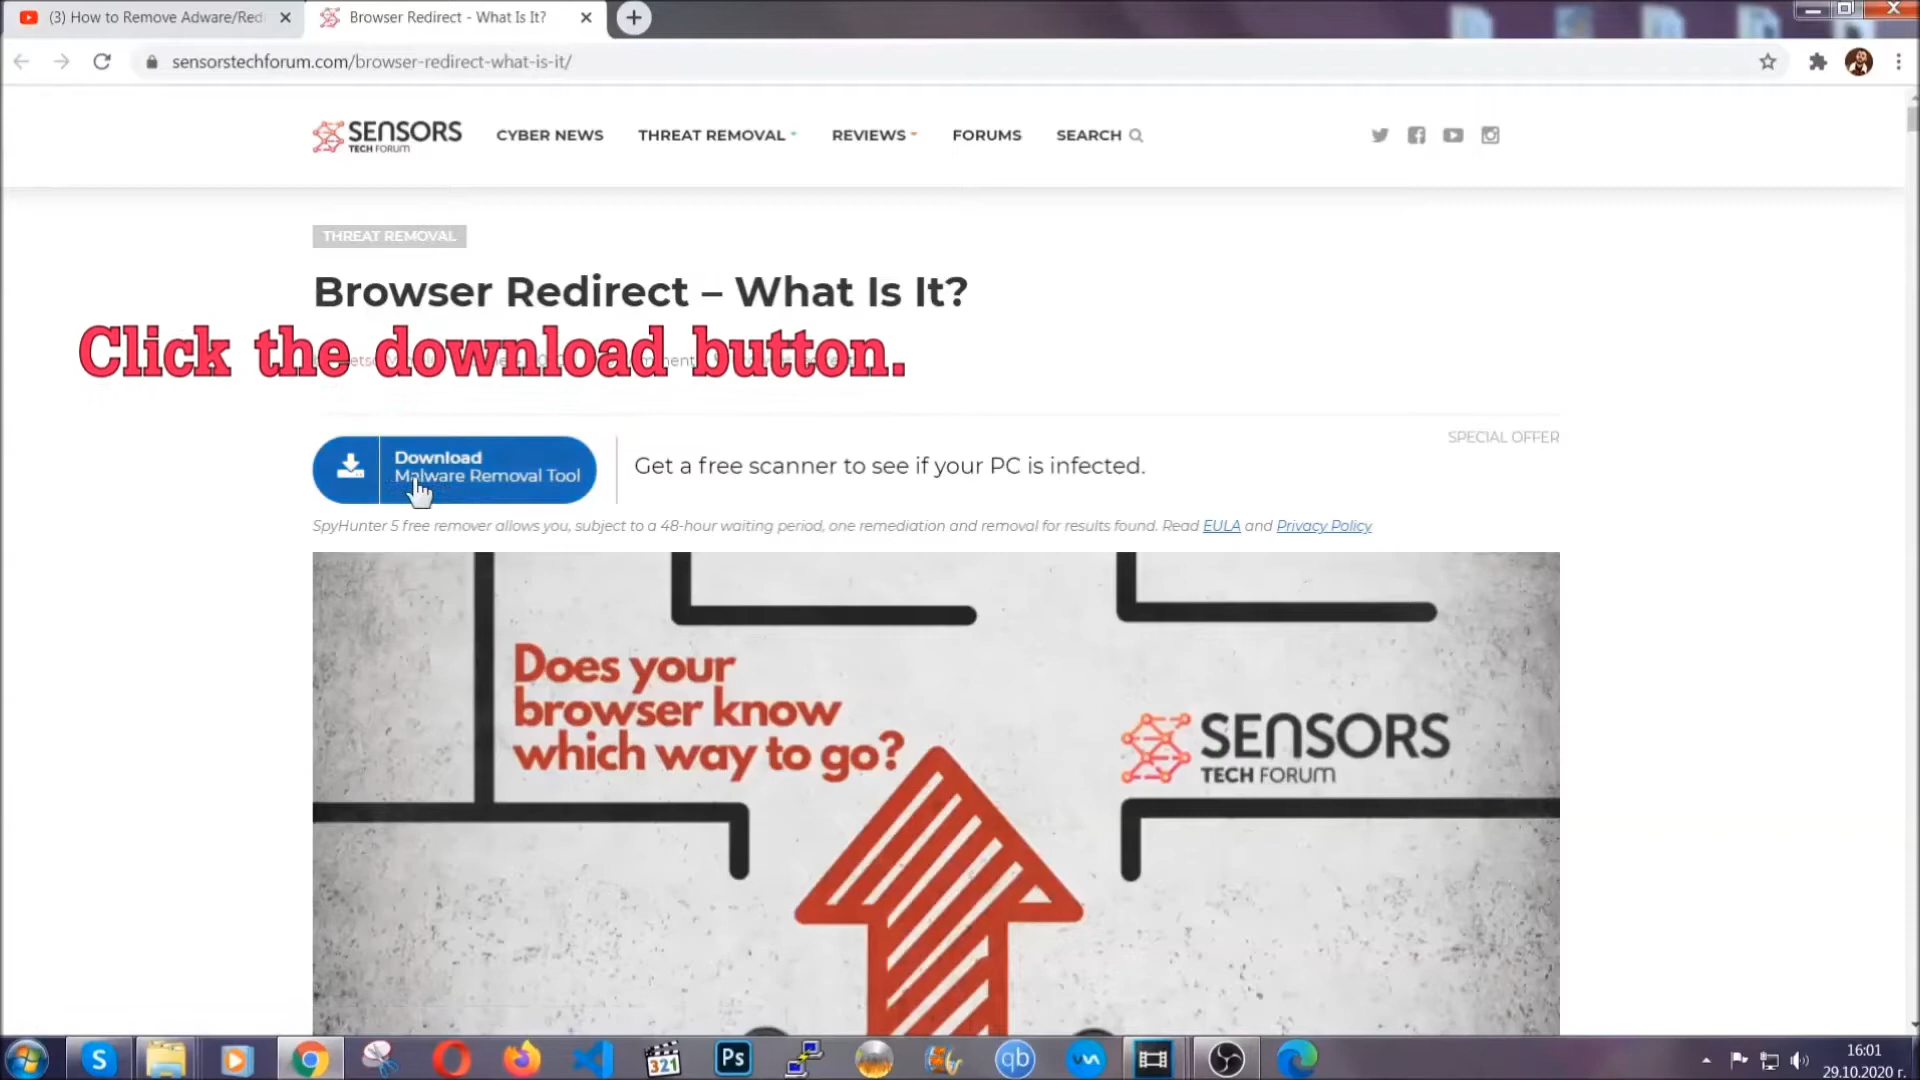 (3) How to Remove Adware/Redi
Browser Redirect - What Is It?
sensorstechforum.com/browser-redirect-what-is-it/
SENSORS
TECH FORUM
CYBER NEWS
THREAT REMOVAL
REVIEWS
FORUMS
SEARCH
THREAT REMOVAL
Browser Redirect – What Is It?
Click the download button.
SPECIAL OFFER
Download
Malware Removal Tool
Get a free scanner to see if your PC is infected.
SpyHunter 5 free remover allows you, subject to a 48-hour waiting period, one remediation and removal for results found. Read EULA and Privacy Policy
Does your
browser know
which way to go?
SENSORS
TECH FORUM
S
321
Ps
qb
16:01
29.10.2020 г.